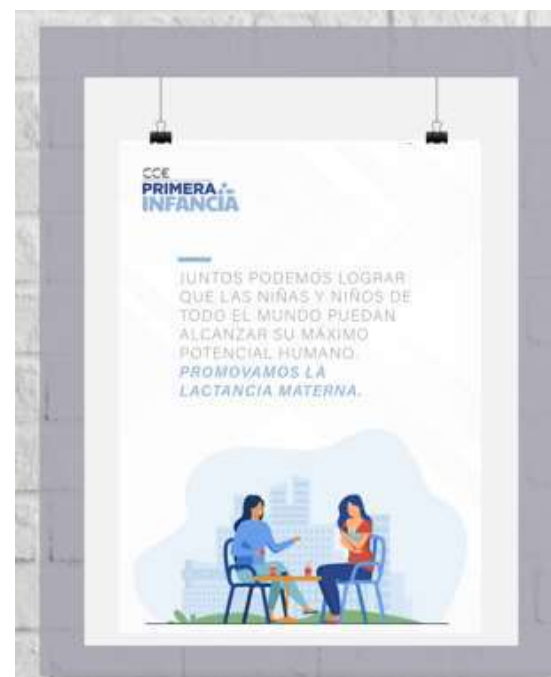 CCE
PRIMERA
INFANCIA
JUNTOS PODEMOS LOGRAR
QUE LAS NIÑAS Y NIÑOS DE
TODO EL MUNDO PUEDAN
ALCANZAR SU MÁXIMO
POTENCIAL HUMANO.
PROMOVAMOS LA
LACTANCIA MATERNA.